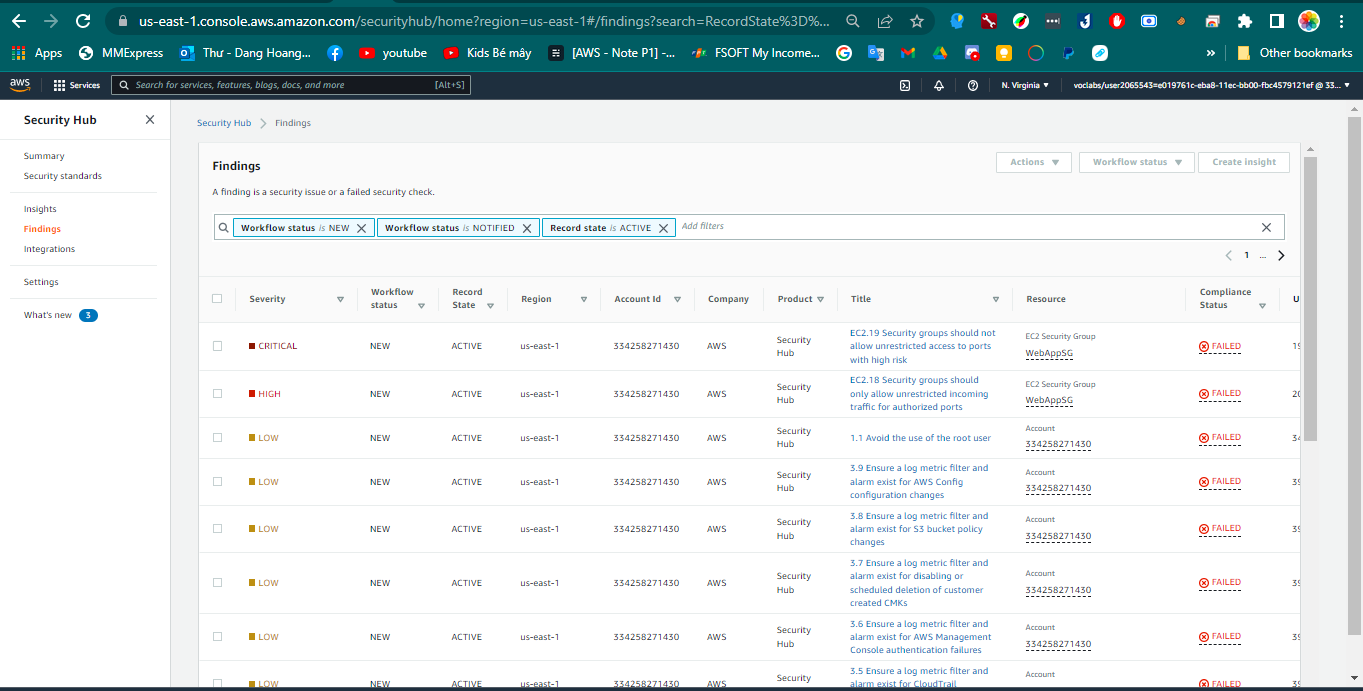 us-east-1.console.aws.amazon.com/securityhub/home?region=us-east-1#/findings?search=RecordState%3D%...
Apps MMExpress Thư - Dang Hoang... youtube Kids Bé mây [AWS - Note P1] -... FSOFT My Income... » Other bookmarks
aws Services Search for services, features, blogs, docs, and more [Alt+S] N. Virginia voclabs/user2065543=e019761c-eba8-11ec-bb00-fbc4579121ef @ 33...
Security Hub
Summary
Security standards
Insights
Findings
Integrations
Settings
What's new 3
Security Hub Findings
Findings
Actions Workflow status Create insight
A finding is a security issue or a failed security check.
Workflow status is NEW Workflow status is NOTIFIED Record state is ACTIVE Add filters
1 ...
Severity Workflow status Record State Region Account Id Company Product Title Resource Compliance Status U
CRITICAL NEW ACTIVE us-east-1 334258271430 AWS Security Hub EC2.19 Security groups should not allow unrestricted access to ports with high risk EC2 Security Group WebAppSG FAILED 19
HIGH NEW ACTIVE us-east-1 334258271430 AWS Security Hub EC2.18 Security groups should only allow unrestricted incoming traffic for authorized ports EC2 Security Group WebAppSG FAILED 20
LOW NEW ACTIVE us-east-1 334258271430 AWS Security Hub 1.1 Avoid the use of the root user Account 334258271430 FAILED 34
LOW NEW ACTIVE us-east-1 334258271430 AWS Security Hub 3.9 Ensure a log metric filter and alarm exist for AWS Config configuration changes Account 334258271430 FAILED 39
LOW NEW ACTIVE us-east-1 334258271430 AWS Security Hub 3.8 Ensure a log metric filter and alarm exist for S3 bucket policy changes Account 334258271430 FAILED 39
LOW NEW ACTIVE us-east-1 334258271430 AWS Security Hub 3.7 Ensure a log metric filter and alarm exist for disabling or scheduled deletion of customer created CMKs Account 334258271430 FAILED 39
LOW NEW ACTIVE us-east-1 334258271430 AWS Security Hub 3.6 Ensure a log metric filter and alarm exist for AWS Management Console authentication failures Account 334258271430 FAILED 39
LOW NEW ACTIVE us-east-1 334258271430 AWS Security 3.5 Ensure a log metric filter and alarm exist for CloudTrail Account FAILED 39